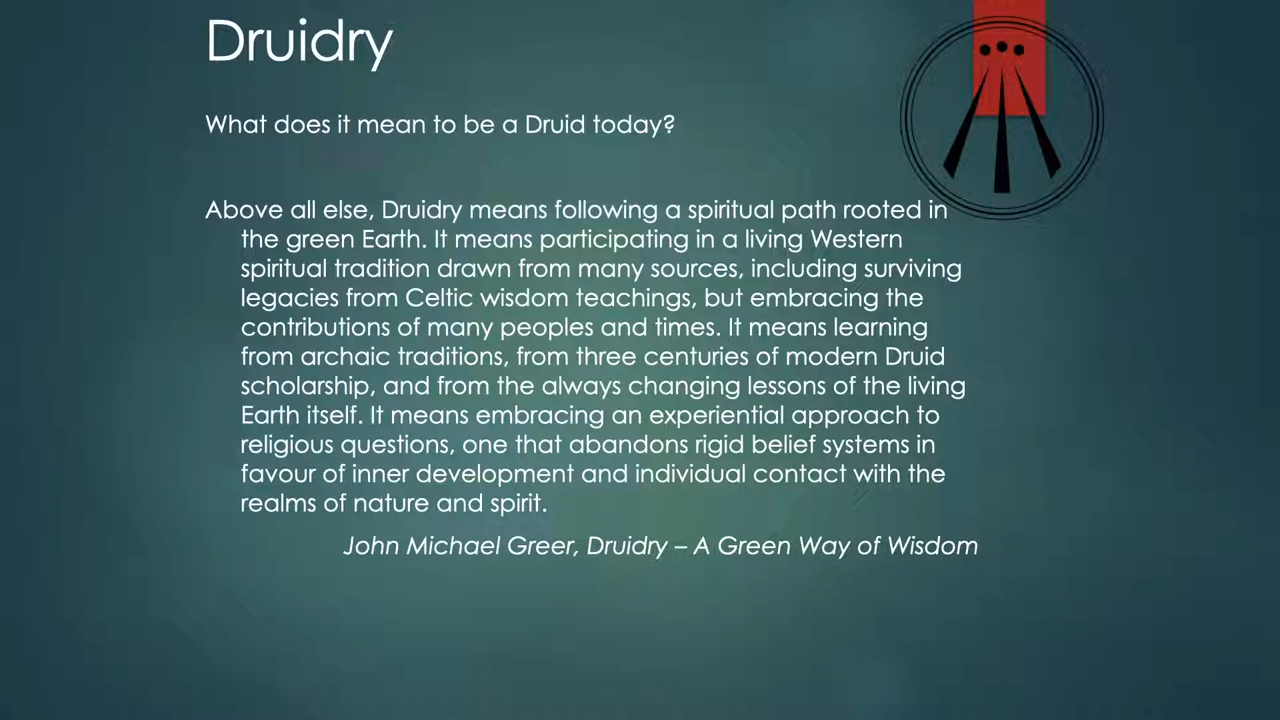 Druidry
What does it mean to be a Druid today?
Above all else, Druidry means following a spiritual path rooted in
the green Earth. It means participating in a living Western
spiritual tradition drawn from many sources, including surviving
legacies from Celtic wisdom teachings, but embracing the
contributions of many peoples and times. It means learning
from archaic traditions, from three centuries of modern Druid
scholarship, and from the always changing lessons of the living
Earth itself. It means embracing an experiential approach to
religious questions, one that abandons rigid belief systems in
favour of inner development and individual contact with the
realms of nature and spirit.
John Michael Greer, Druidry – A Green Way of Wisdom